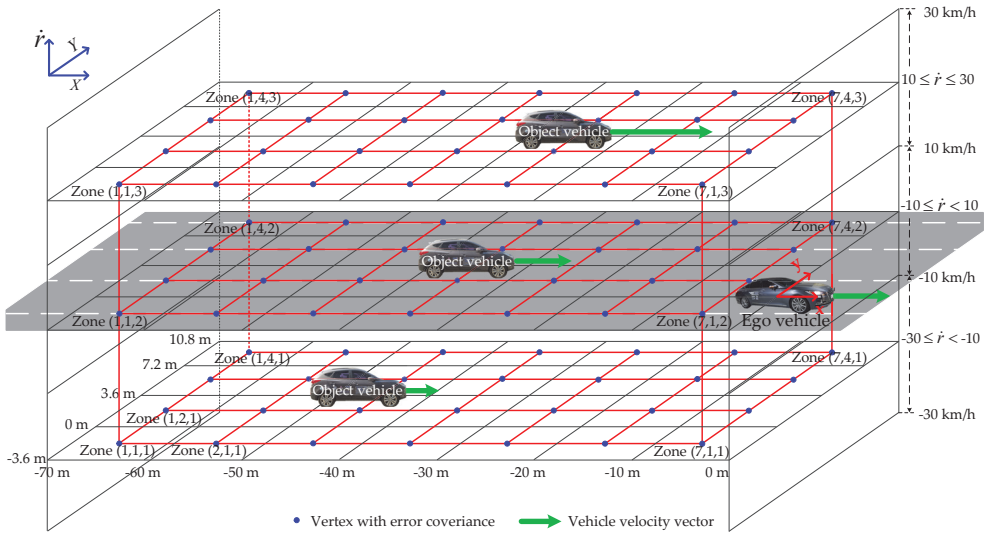 30 km/h
ṙ
Y
X
10 ≤ ṙ ≤ 30
Zone (1,4,3)
Zone (7,4,3)
Object vehicle
10 km/h
Zone (1,1,3)
Zone (7,1,3)
-10 ≤ ṙ < 10
Zone (1,4,2)
Zone (7,4,2)
Object vehicle
y
-10 km/h
x
Zone (1,1,2)
Zone (7,1,2)
Ego vehicle
10.8 m
-30 ≤ ṙ < -10
Zone (1,4,1)
Zone (7,4,1)
7.2 m
Object vehicle
3.6 m
-30 km/h
Zone (1,2,1)
0 m
Zone (1,1,1)
Zone (2,1,1)
Zone (7,1,1)
-3.6 m
-70 m
-60 m
-50 m
-40 m
-30 m
-20 m
-10 m
0 m
Vertex with error coveriance
Vehicle velocity vector